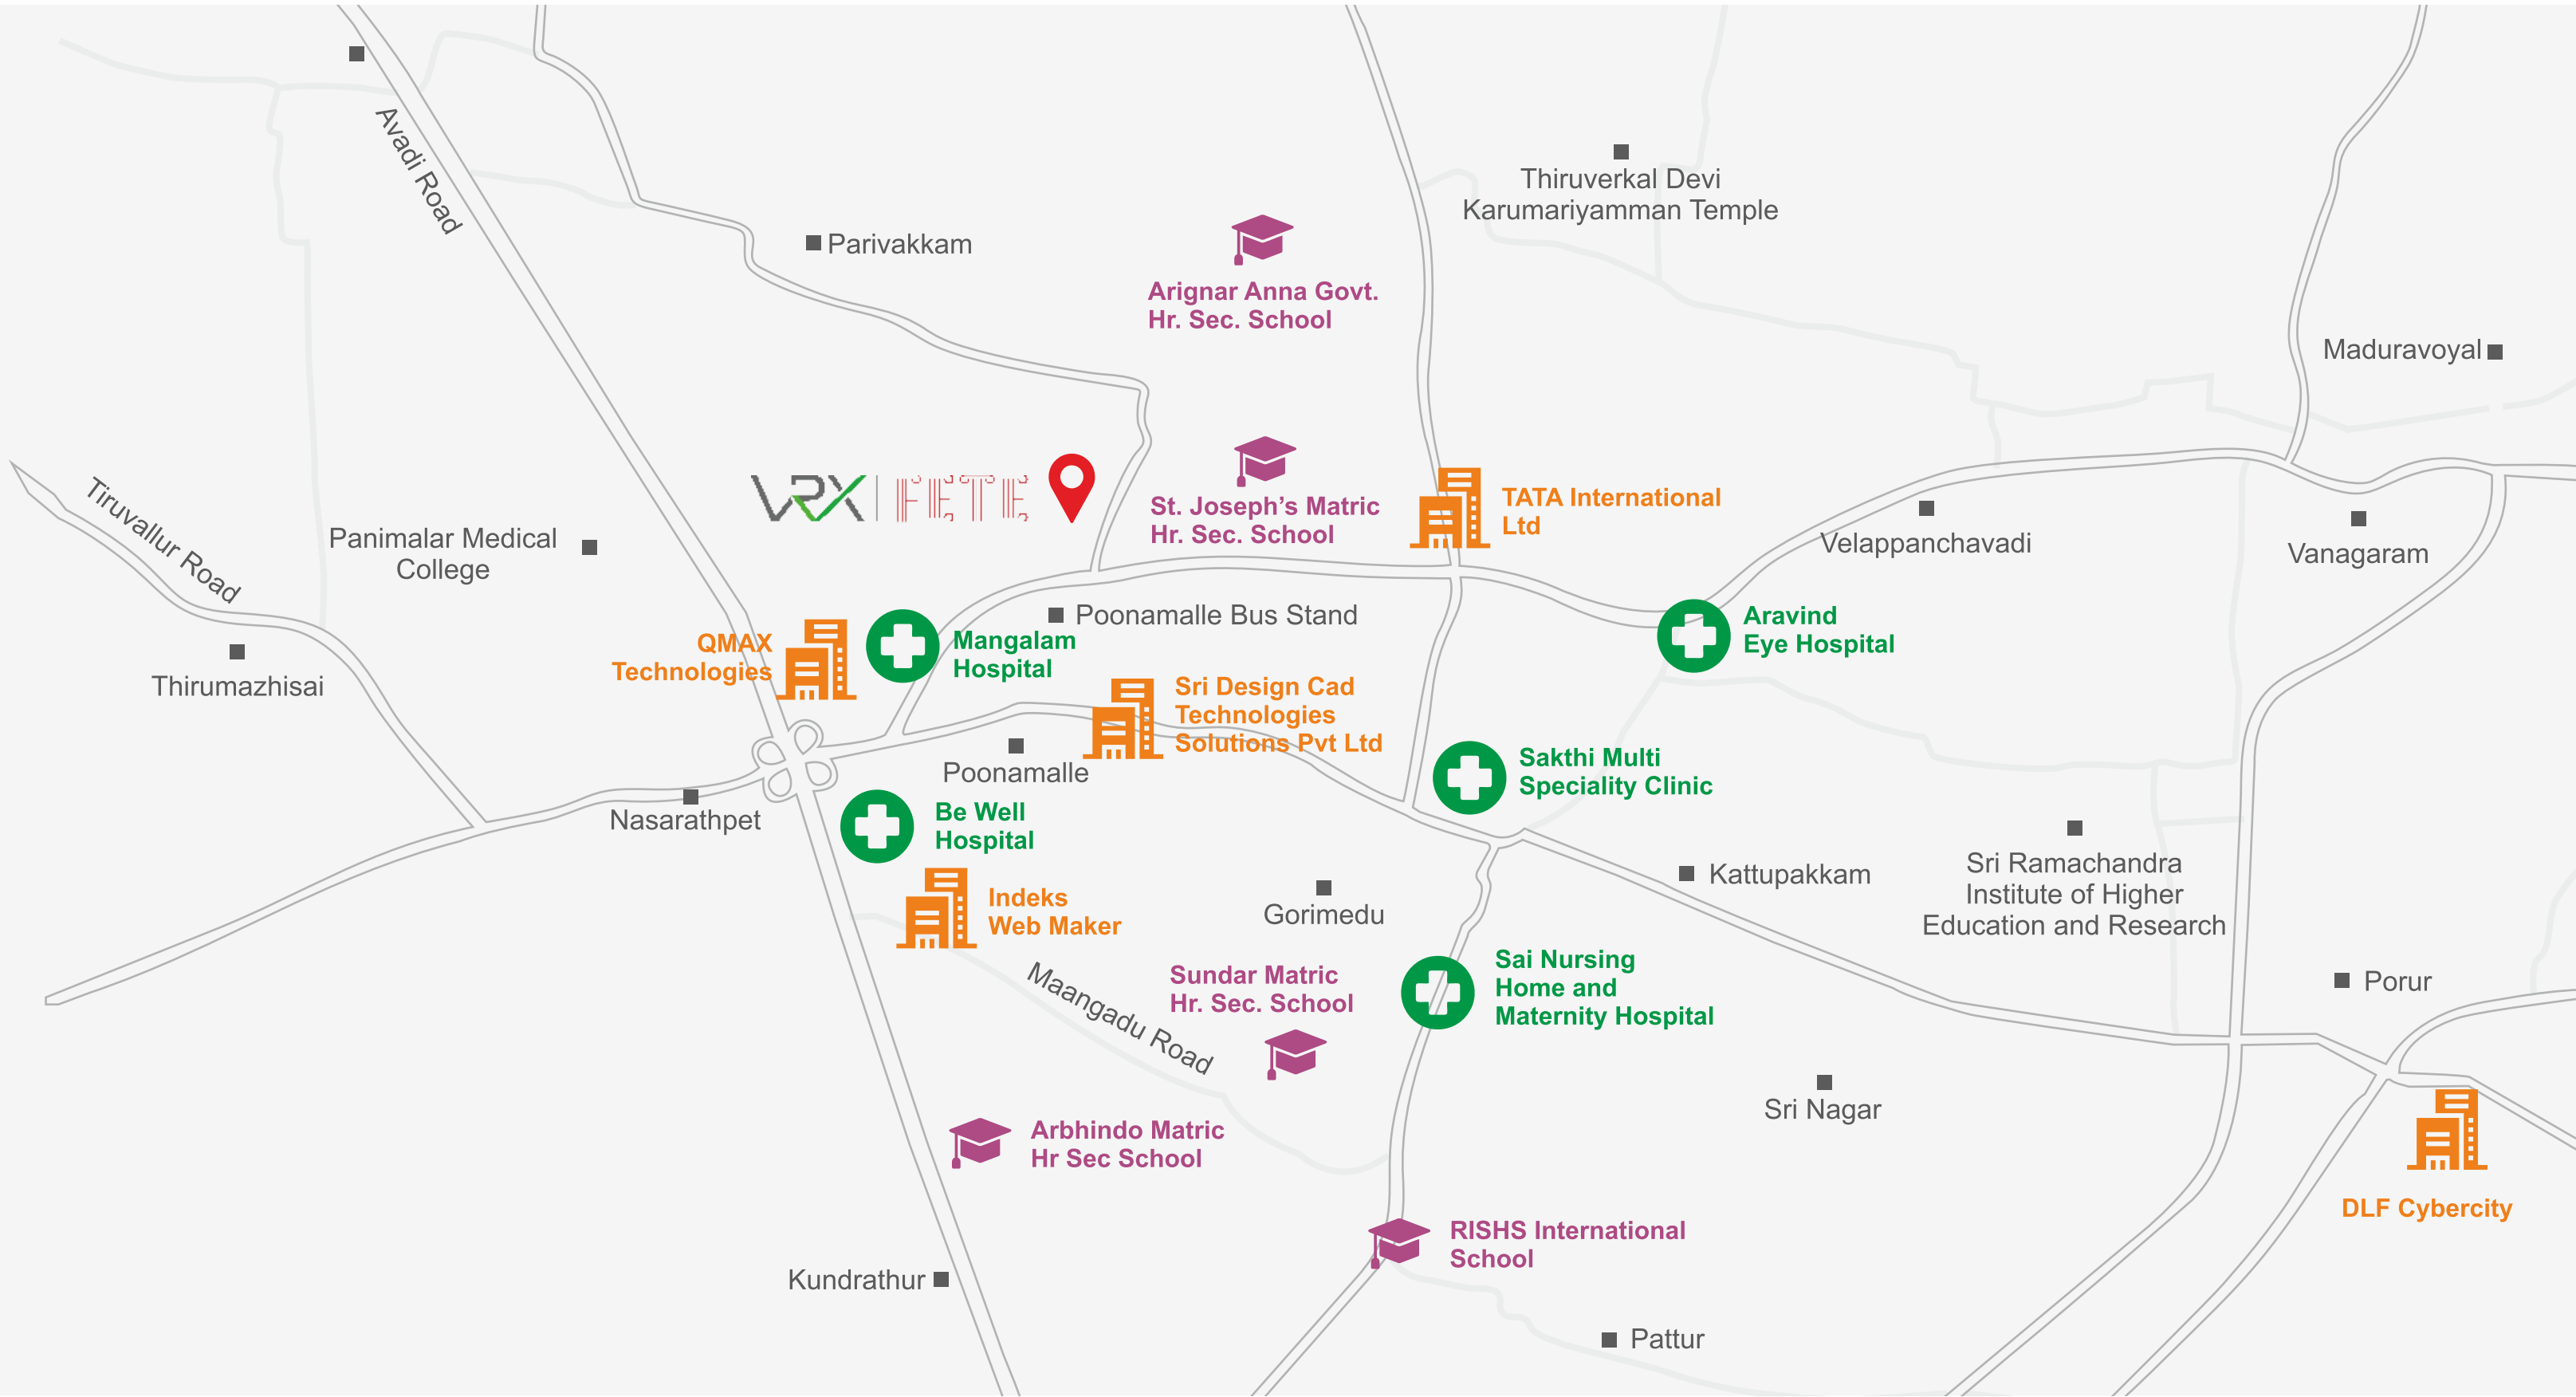 Avadi Road
Thiruverkal Devi
Karumariyamman Temple
Parivakkam
Arignar Anna Govt.
Hr. Sec. School
Maduravoyal
Tiruvallur Road
VRX
FETE
St. Joseph’s Matric
Hr. Sec. School
TATA International
Ltd
Velappanchavadi
Vanagaram
Panimalar Medical
College
Poonamalle Bus Stand
Aravind
Eye Hospital
QMAX
Technologies
Mangalam
Hospital
Thirumazhisai
Sri Design Cad
Technologies
Solutions Pvt Ltd
Poonamalle
Sakthi Multi
Speciality Clinic
Nasarathpet
Be Well
Hospital
Indeks
Web Maker
Gorimedu
Kattupakkam
Sri Ramachandra
Institute of Higher
Education and Research
Maangadu Road
Sundar Matric
Hr. Sec. School
Sai Nursing
Home and
Maternity Hospital
Porur
Sri Nagar
Arbhindo Matric
Hr Sec School
DLF Cybercity
RISHS International
School
Kundrathur
Pattur